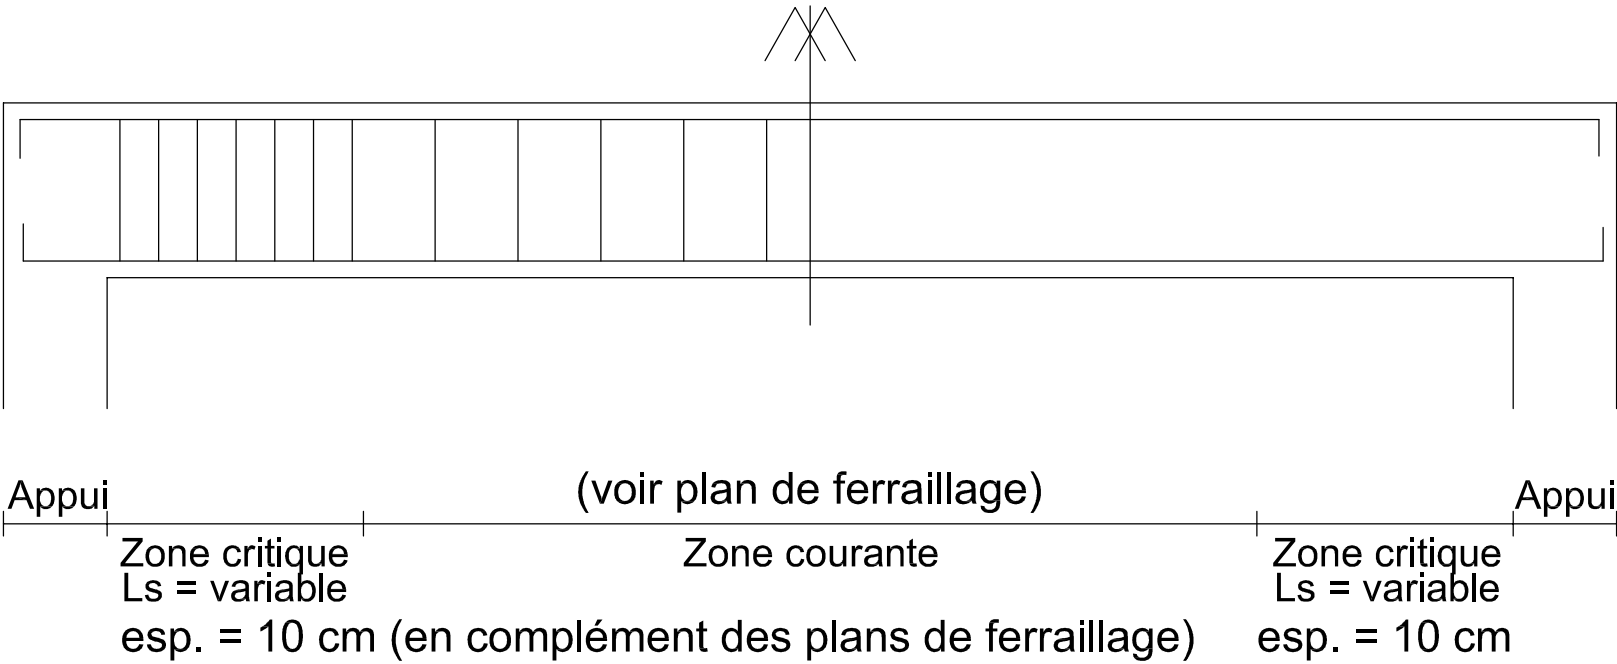 (voir plan de ferraillage)
Appui
Appui
Zone critique
Zone courante
Zone critique
Ls = variable
Ls = variable
esp. = 10 cm (en complément des plans de ferraillage)
esp. = 10 cm